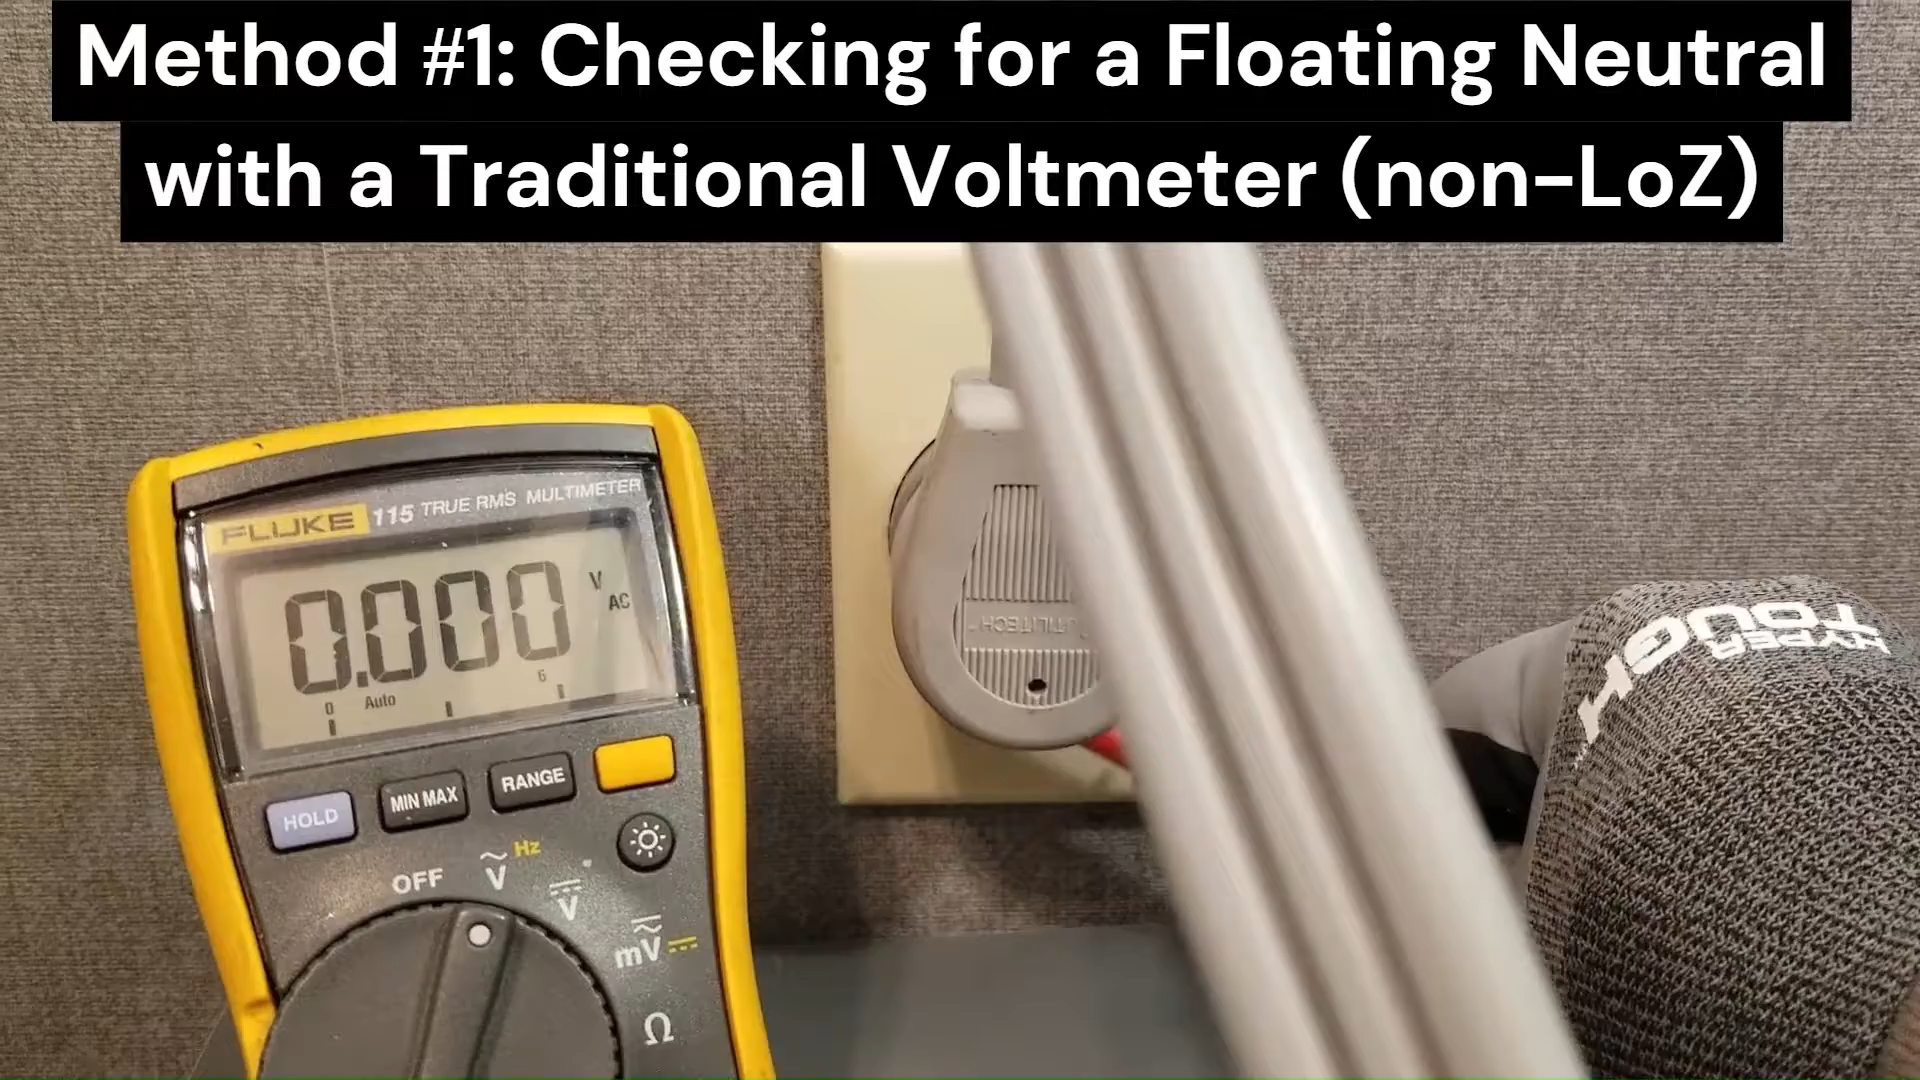 Method #1: Checking for a Floating Neutral
with a Traditional Voltmeter (non-LoZ)
FLUKE 115 TRUE RMS MULTIMETER
0.000 V AC
0 Auto 6
HOLD MIN MAX RANGE
OFF V Hz
V
mV
Ω
UTILITECH
HYPER
TOUGH